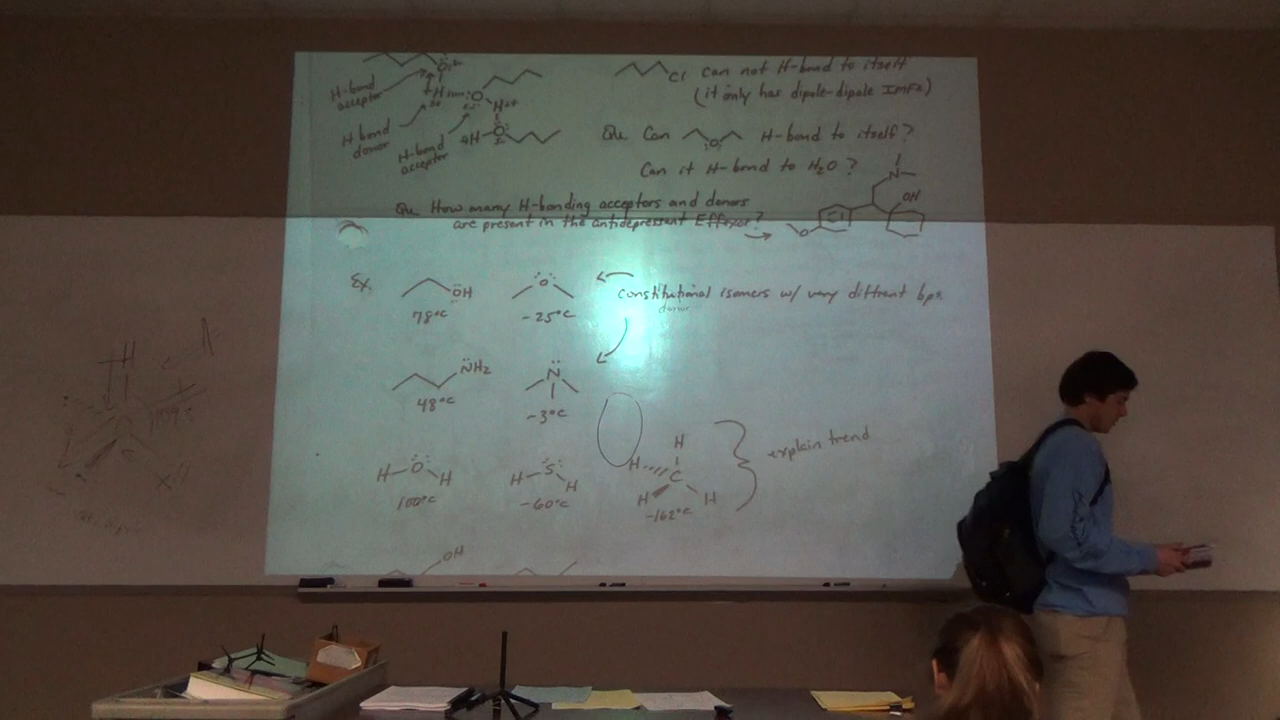 H-bond acceptor
H bond donor
H-bond acceptor
Cl can not H-bond to itself
(it only has dipole-dipole IMFs)
Qu Can O H-bond to itself?
Can it H-bond to H2O ?
N
OH
O
Qu How many H-bonding acceptors and donors
are present in the antidepressant Effexor?
Ex.
OH
O
constitutional isomers w/ very different bps.
donor
78°C
-25°C
NH2
N
48°C
-3°C
H O H
H S H
H H C H H
explain trend
100°C
-60°C
-162°C
OH